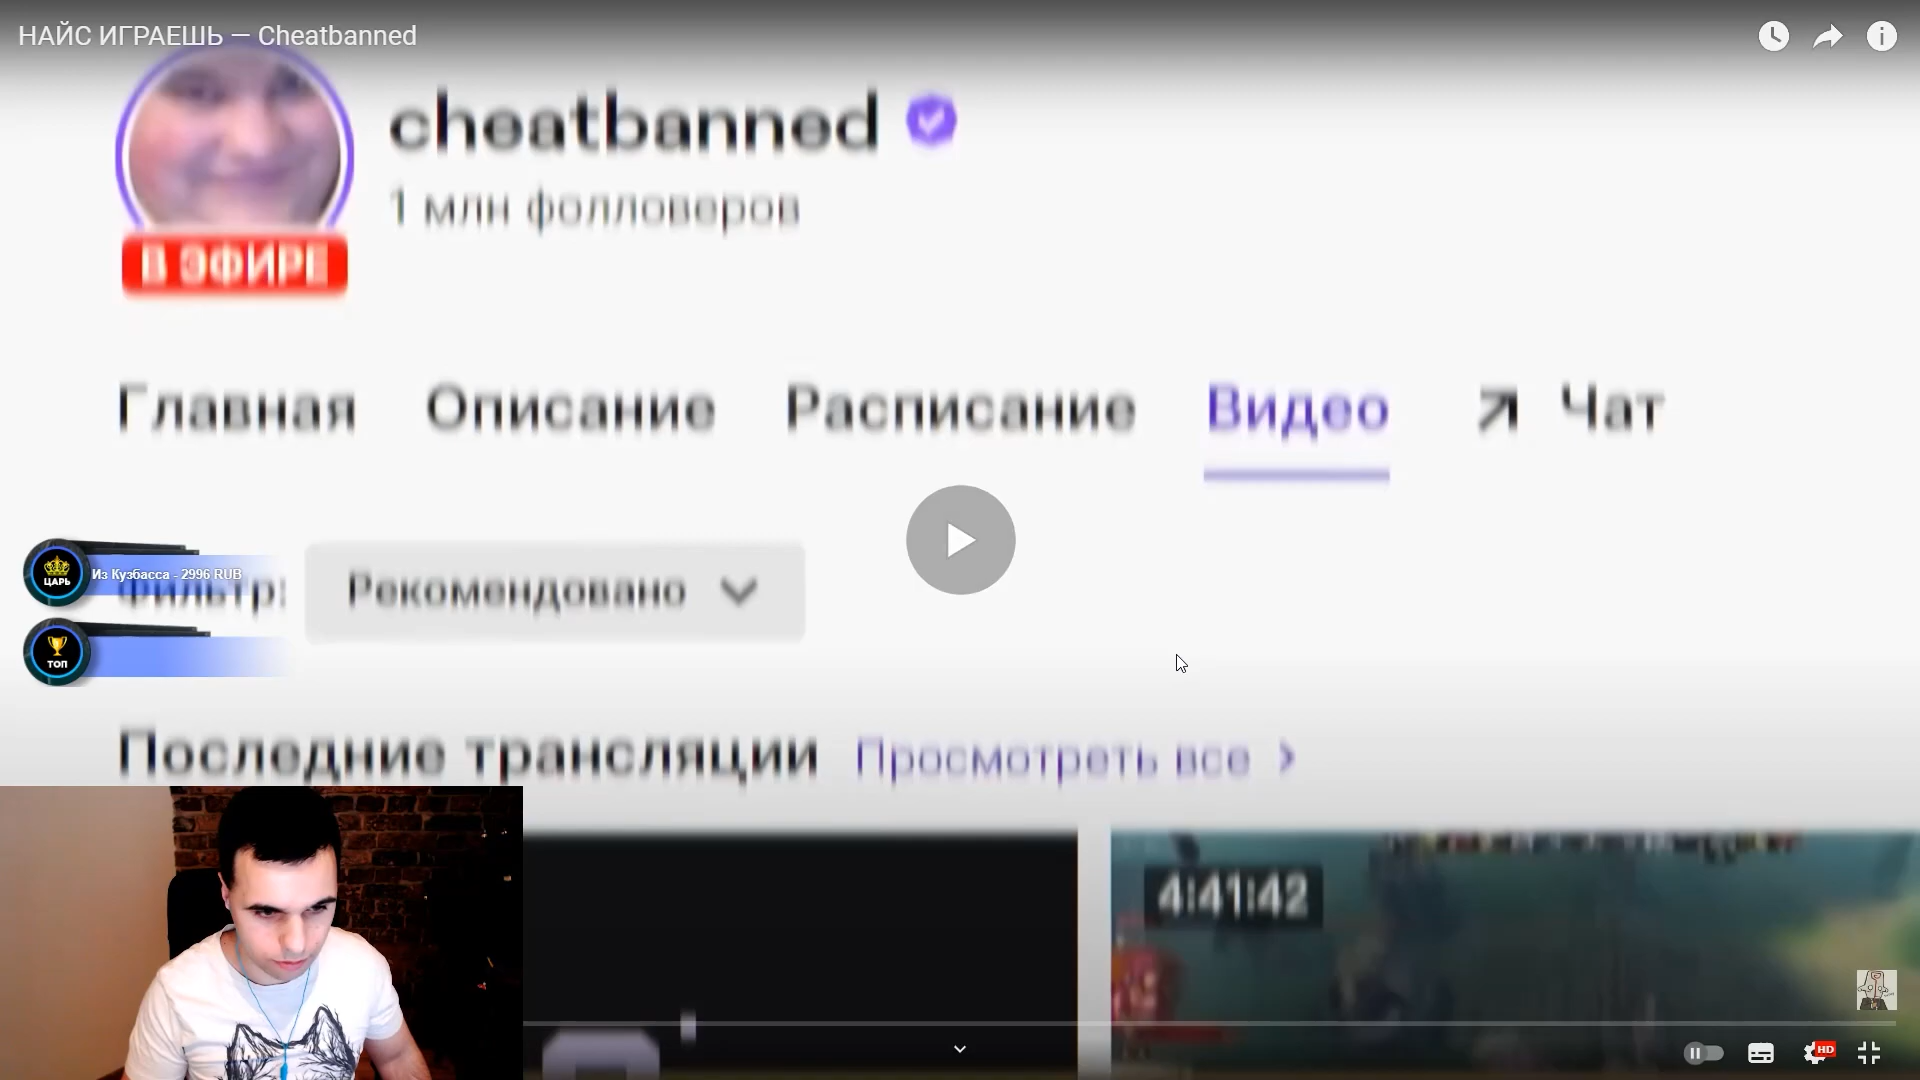 НАЙС ИГРАЕШЬ — Cheatbanned
cheatbanned
1 млн фолловеров
В ЭФИРЕ
Главная Описание Расписание Видео Чат
ЦАРЬ Из Кузбасса - 2996 RUB
Фильтр: Рекомендовано
ТОП
Последние трансляции Просмотреть все
4:41:42
HD